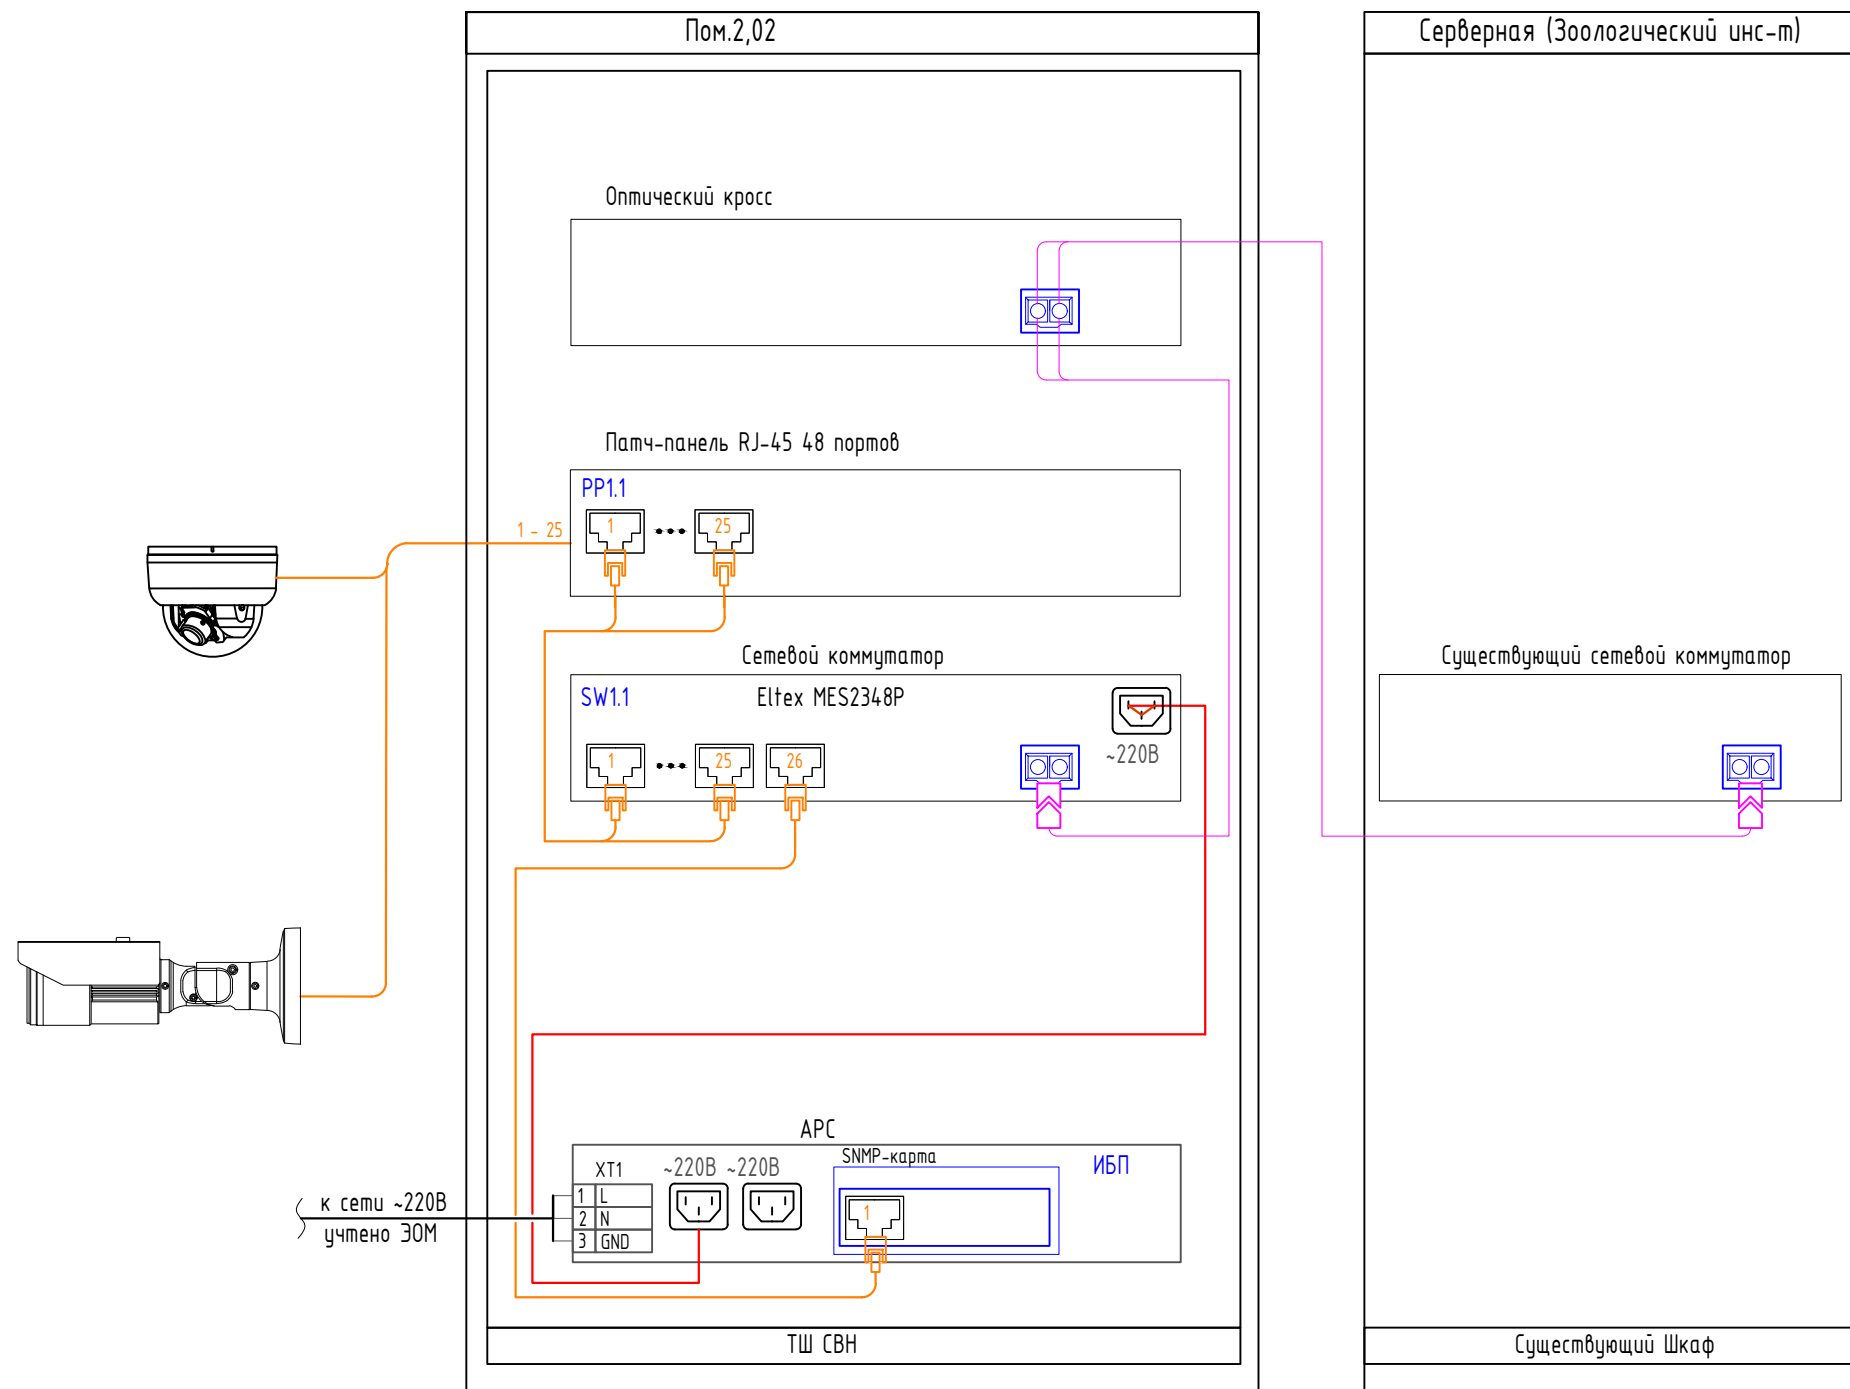 Пом.2,02
Серверная (Зоологический инс-т)
Оптический кросс
Патч-панель RJ-45 48 портов
PP1.1
1 - 25
1
25
Сетевой коммутатор
Существующий сетевой коммутатор
SW1.1
Eltex MES2348P
~220В
1
25
26
APC
XT1
~220В ~220В
SNMP-карта
ИБП
1 L
2 N
3 GND
1
к сети ~220В
учтено ЭОМ
ТШ СВН
Существующий Шкаф